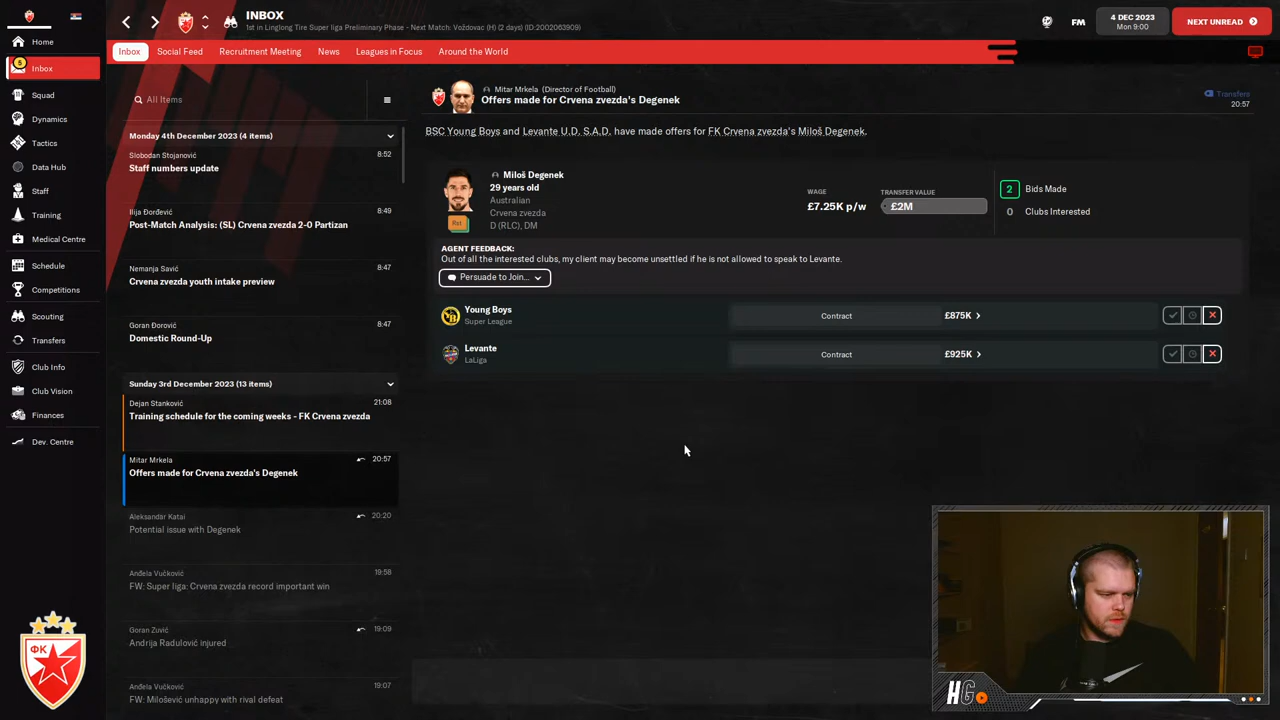 INBOX
1st in Linglong Tire Super liga Preliminary Phase - Next Match: Voždovac (H) (2 days) (ID:2002063909)
FM
4 DEC 2023
Mon 9:00
NEXT UNREAD
Home
5
Inbox
Squad
Dynamics
Tactics
Data Hub
Staff
Training
Medical Centre
Schedule
Competitions
Scouting
Transfers
Club Info
Club Vision
Finances
Dev. Centre
ФК
Inbox
Social Feed
Recruitment Meeting
News
Leagues in Focus
Around the World
All Items
Monday 4th December 2023 (4 items)
Slobodan Stojanović 8:52
Staff numbers update
Ilija Đorđević 8:49
Post-Match Analysis: (SL) Crvena zvezda 2-0 Partizan
Nemanja Savić 8:47
Crvena zvezda youth intake preview
Goran Đorović 8:47
Domestic Round-Up
Sunday 3rd December 2023 (13 items)
Dejan Stanković 21:08
Training schedule for the coming weeks - FK Crvena zvezda
Mitar Mrkela 20:57
Offers made for Crvena zvezda's Degenek
Aleksandar Katai 20:20
Potential issue with Degenek
Anđela Vučković 19:58
FW: Super liga: Crvena zvezda record important win
Goran Zuvić 19:09
Andrija Radulović injured
Anđela Vučković 19:07
FW: Milošević unhappy with rival defeat
Mitar Mrkela (Director of Football)
Offers made for Crvena zvezda's Degenek
Transfers
20:57
BSC Young Boys and Levante U.D. S.A.D. have made offers for FK Crvena zvezda's Miloš Degenek.
Rst
Miloš Degenek
29 years old
Australian
Crvena zvezda
D (RLC), DM
WAGE
£7.25K p/w
TRANSFER VALUE
£2M
2 Bids Made
0 Clubs Interested
AGENT FEEDBACK:
Out of all the interested clubs, my client may become unsettled if he is not allowed to speak to Levante.
Persuade to Join...
Young Boys
Super League
Contract £875K
Levante
LaLiga
Contract £925K
HG